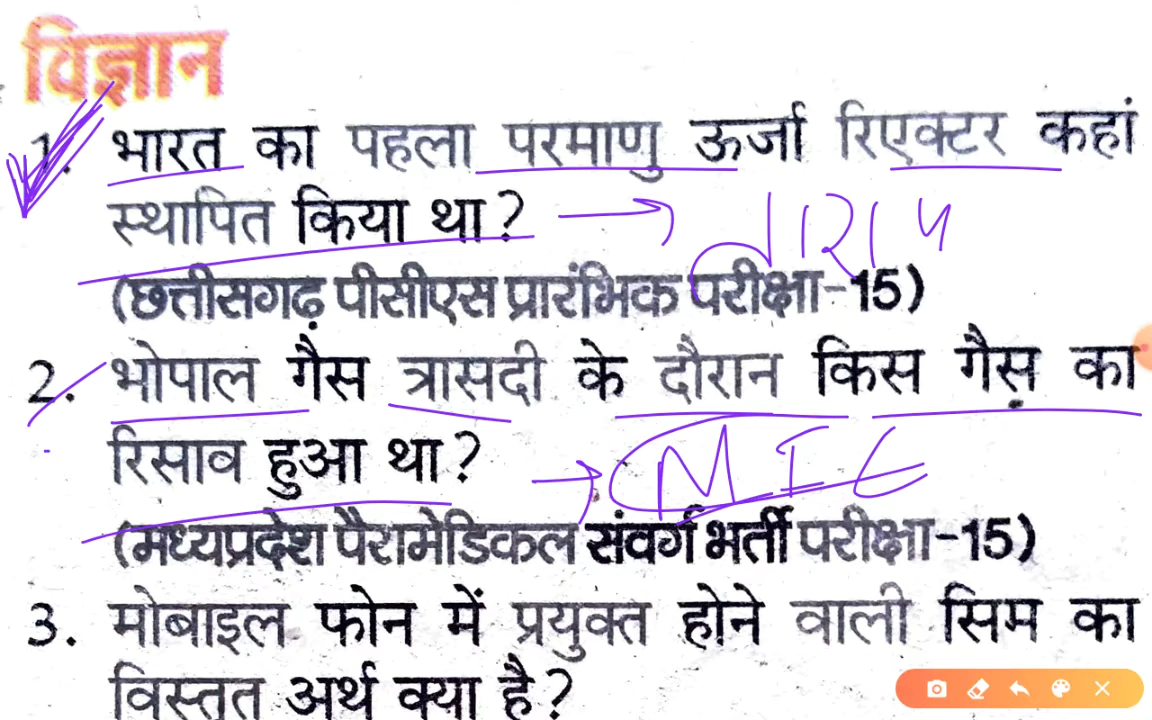 विज्ञान
1. भारत का पहला परमाणु ऊर्जा रिएक्टर कहां
स्थापित किया था?
(छत्तीसगढ़ पीसीएस प्रारंभिक परीक्षा-15)
2. भोपाल गैस त्रासदी के दौरान किस गैस का
रिसाव हुआ था?
(मध्यप्रदेश पैरामेडिकल संवर्ग भर्ती परीक्षा-15)
3. मोबाइल फोन में प्रयुक्त होने वाली सिम का
विस्तृत अर्थ क्या है?